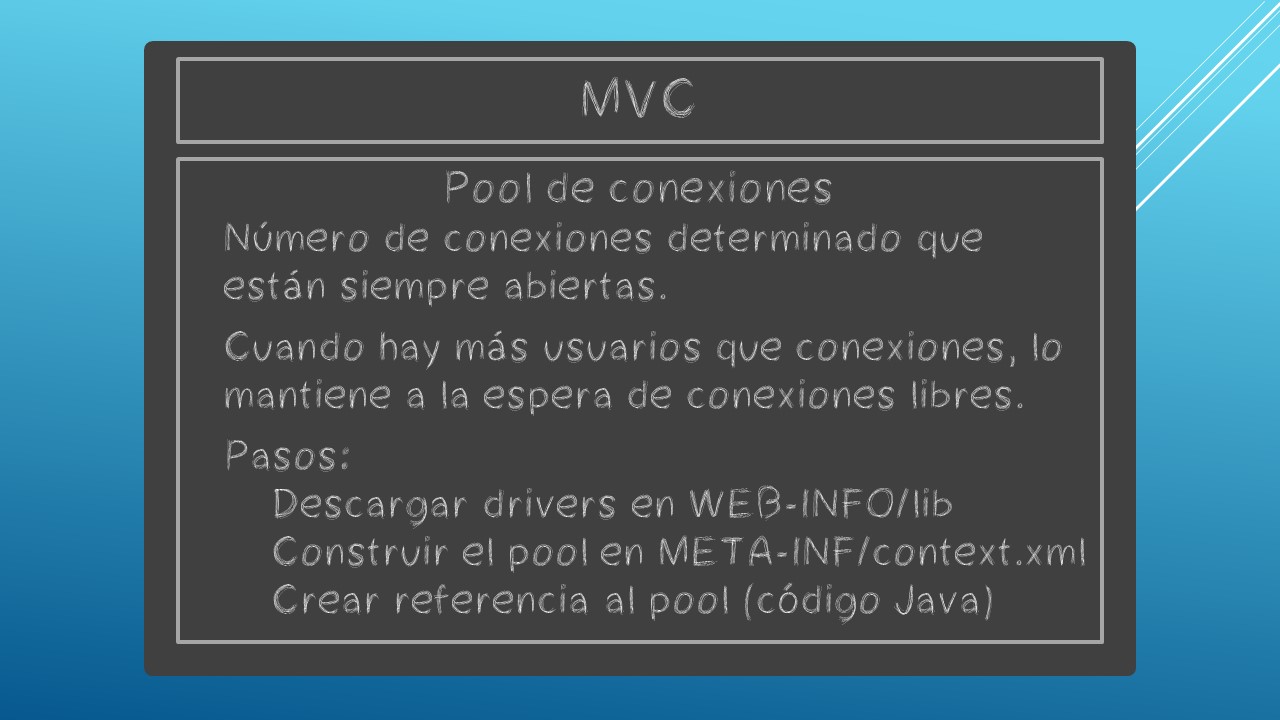 MVC
Pool de conexiones
Número de conexiones determinado que
están siempre abiertas.
Cuando hay más usuarios que conexiones, lo
mantiene a la espera de conexiones libres.
Pasos:
Descargar drivers en WEB-INFO/lib
Construir el pool en META-INF/context.xml
Crear referencia al pool (código Java)